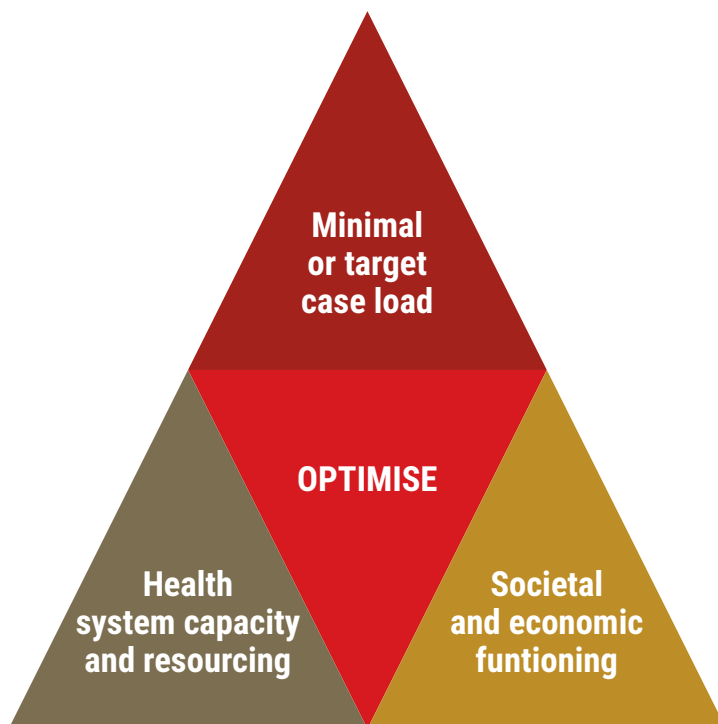 Minimal
or target
case load
OPTIMISE
Health
system capacity
and resourcing
Societal
and economic
funtioning